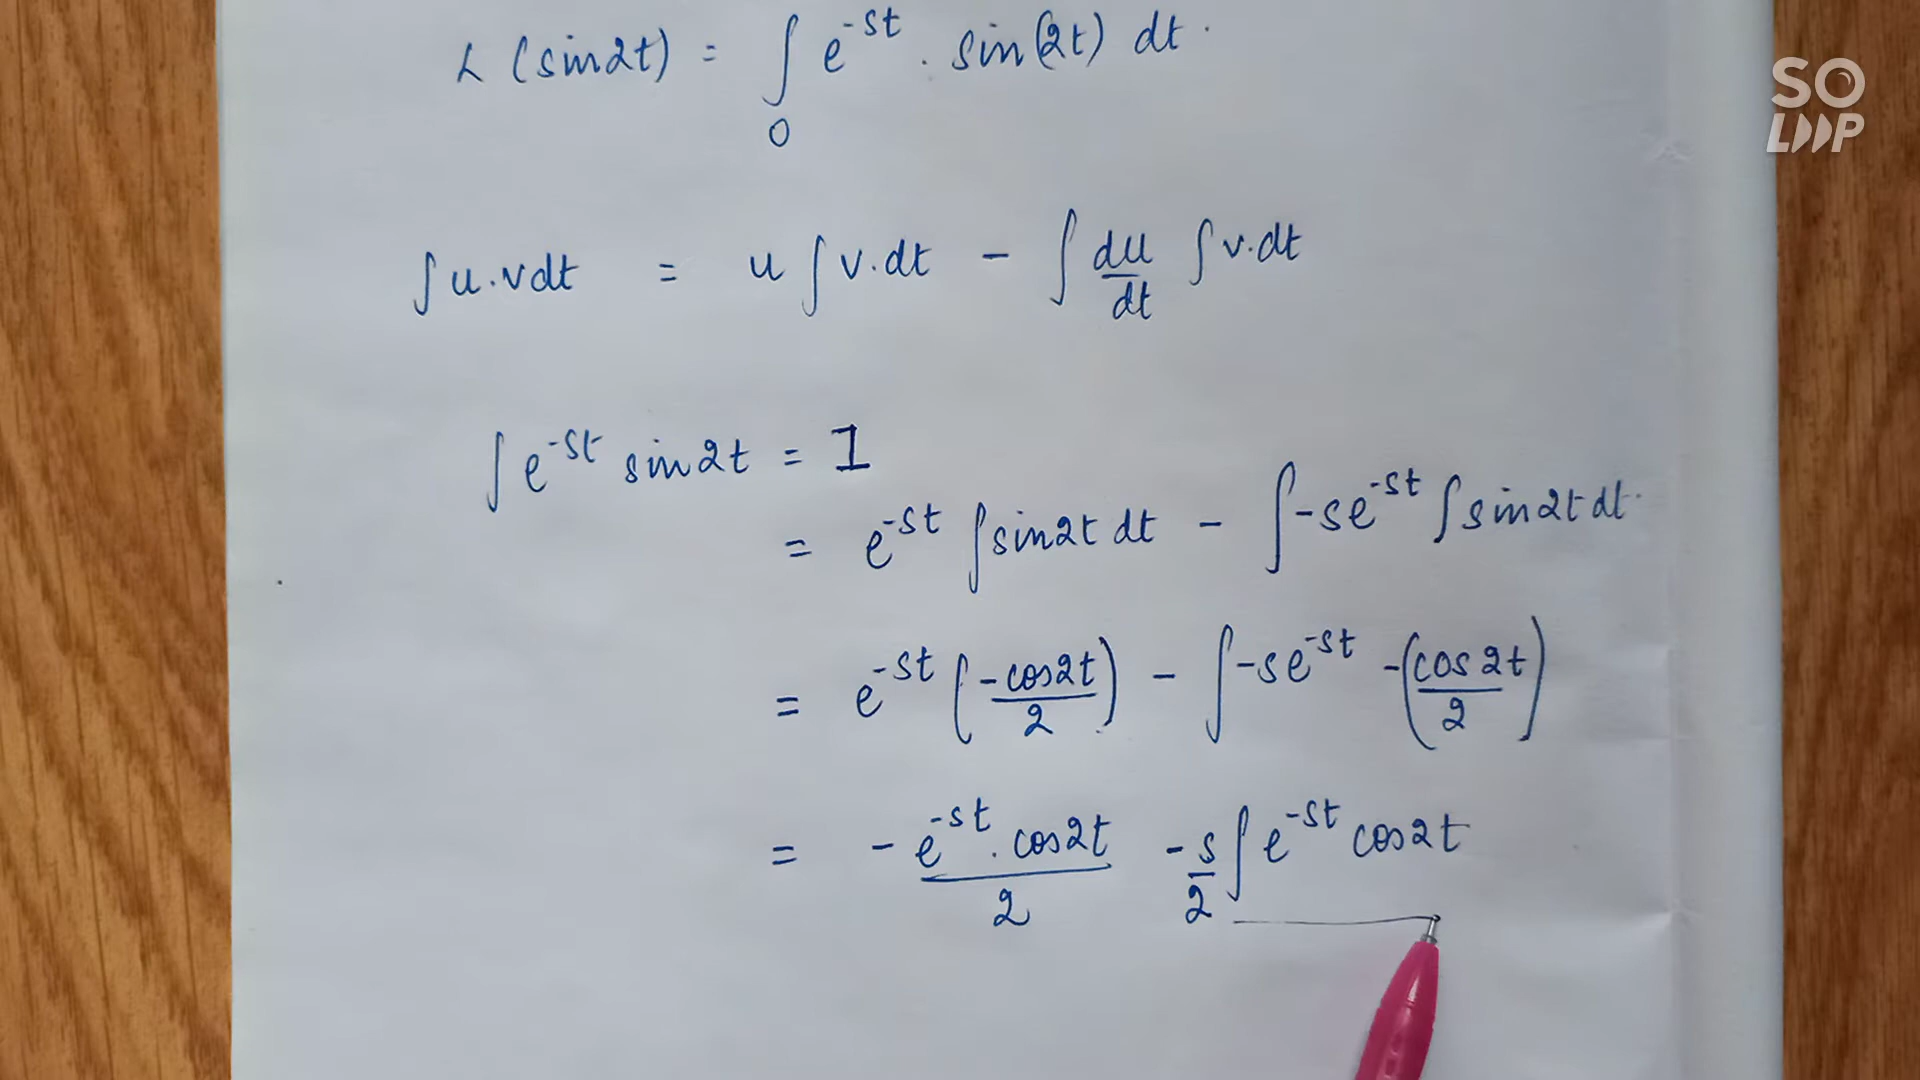 L (sin2t) = ∫₀ e^{-st} . sin(2t) dt .
∫ u.vdt = u ∫ v.dt - ∫ du/dt ∫ v.dt
∫ e^{-st} sin2t = I
= e^{-st} ∫ sin2t dt - ∫ -se^{-st} ∫ sin2t dt.
= e^{-st} (-cos2t/2) - ∫ -se^{-st} -(cos2t/2)
= - e^{-st} . cos2t/2 - s/2 ∫ e^{-st} cos2t
SO
LOOP